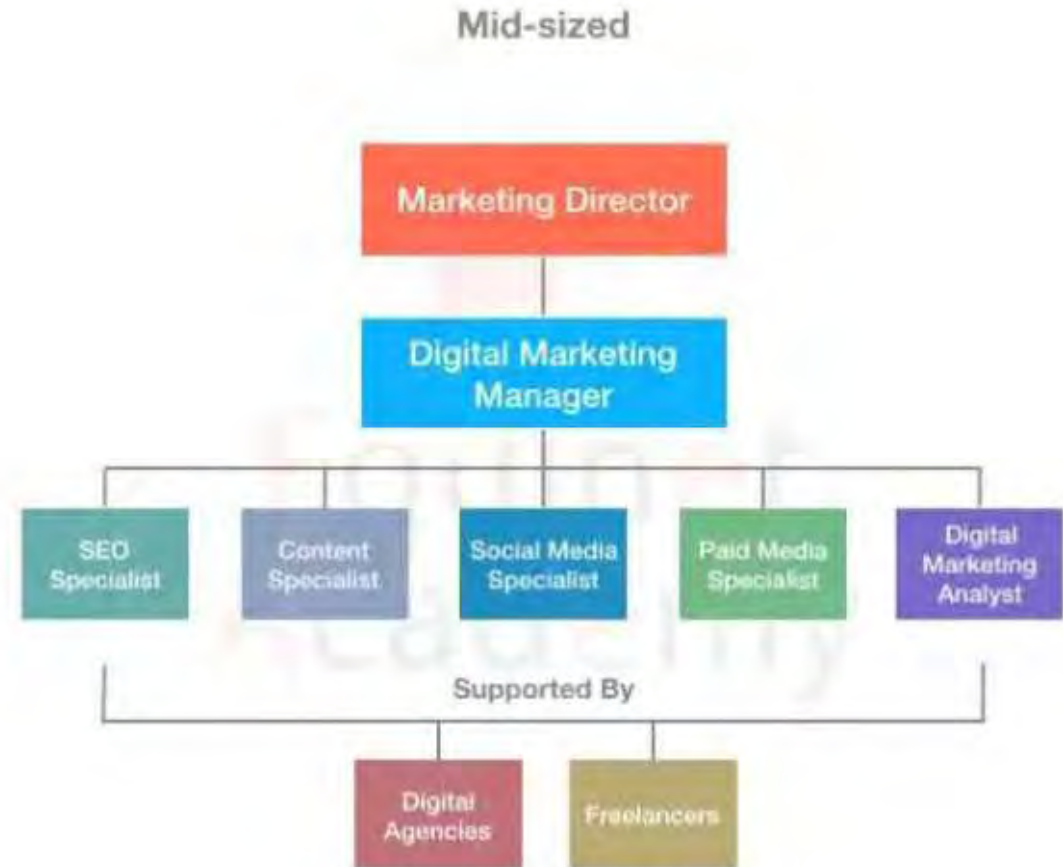 Mid-sized
Marketing Director
Digital Marketing
Manager
SEO
Specialist
Content
Specialist
Social Media
Specialist
Paid Media
Specialist
Digital
Marketing
Analyst
Supported By
Digital
Agencies
Freelancers
Academy